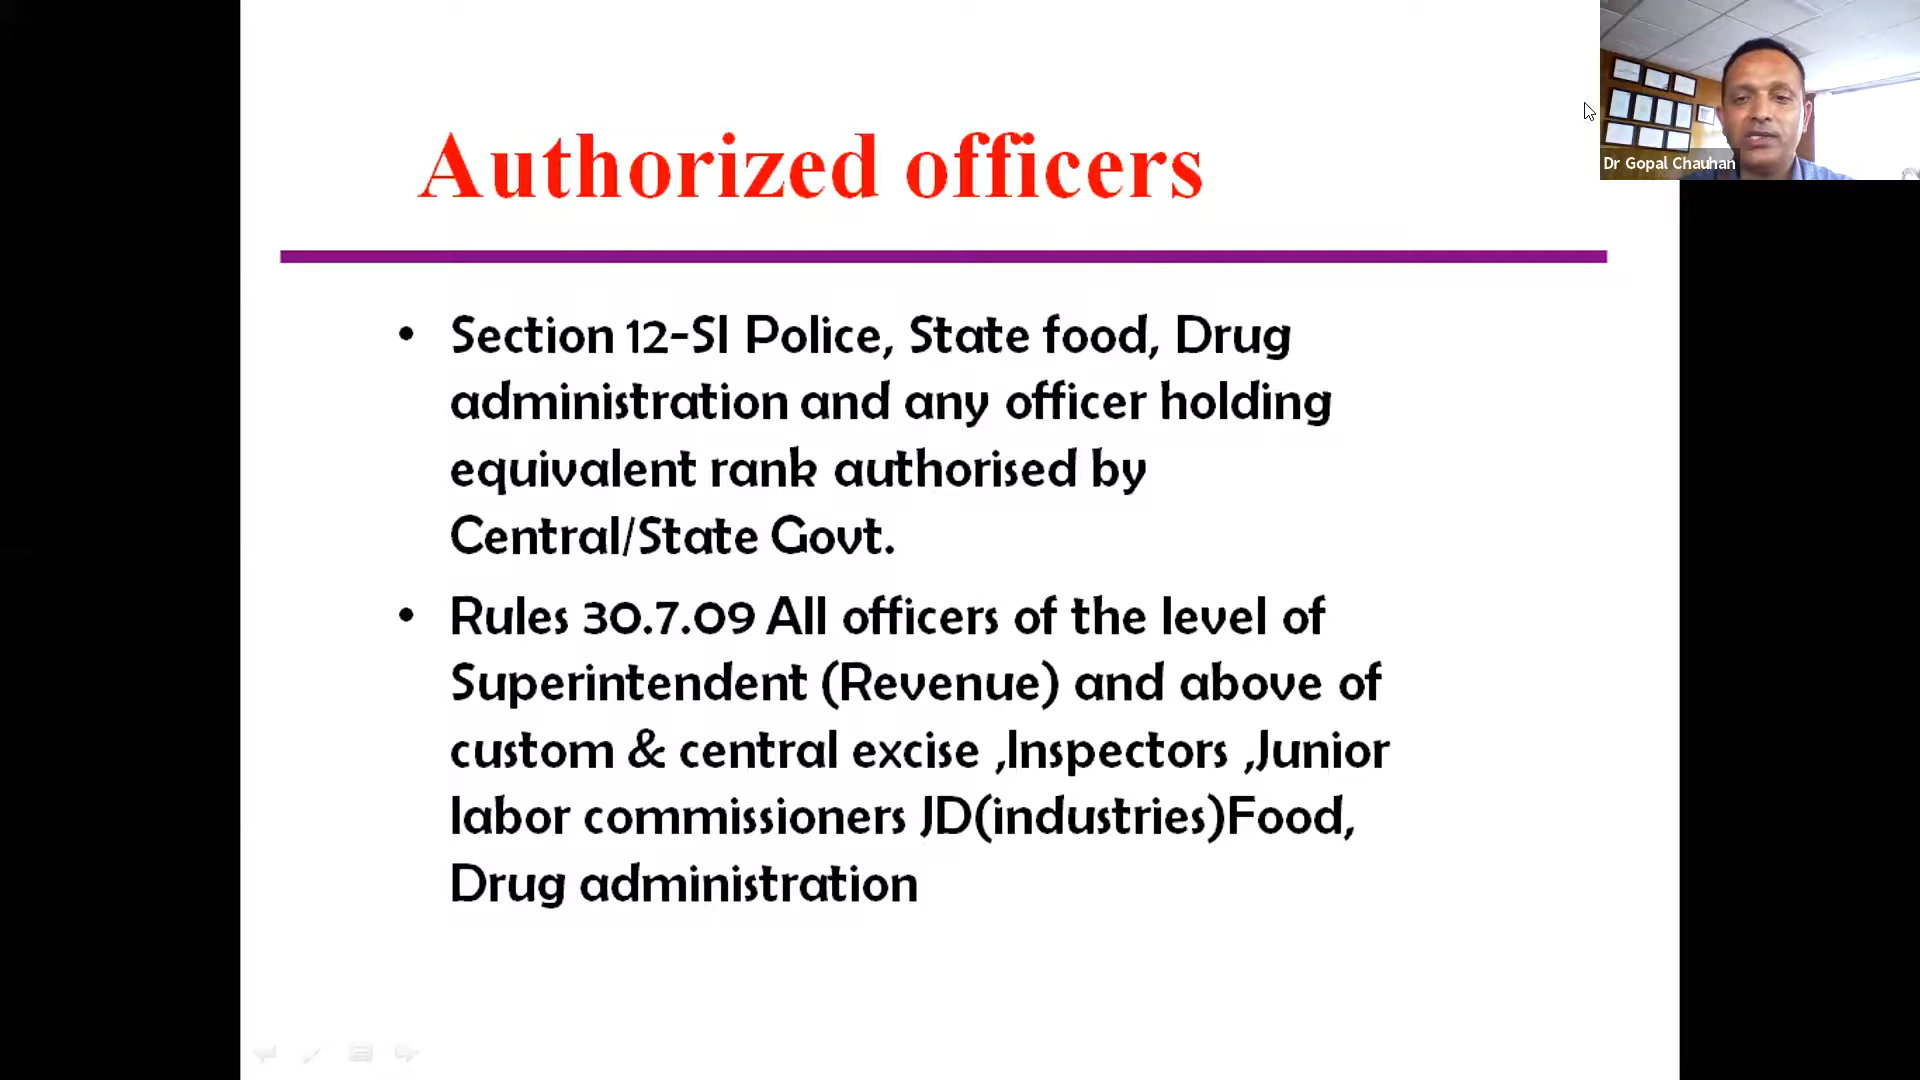 Authorized officers
Dr Gopal Chauhan
• Section 12-SI Police, State food, Drug
administration and any officer holding
equivalent rank authorised by
Central/State Govt.
• Rules 30.7.09 All officers of the level of
Superintendent (Revenue) and above of
custom & central excise ,Inspectors ,Junior
labor commissioners JD(industries)Food,
Drug administration